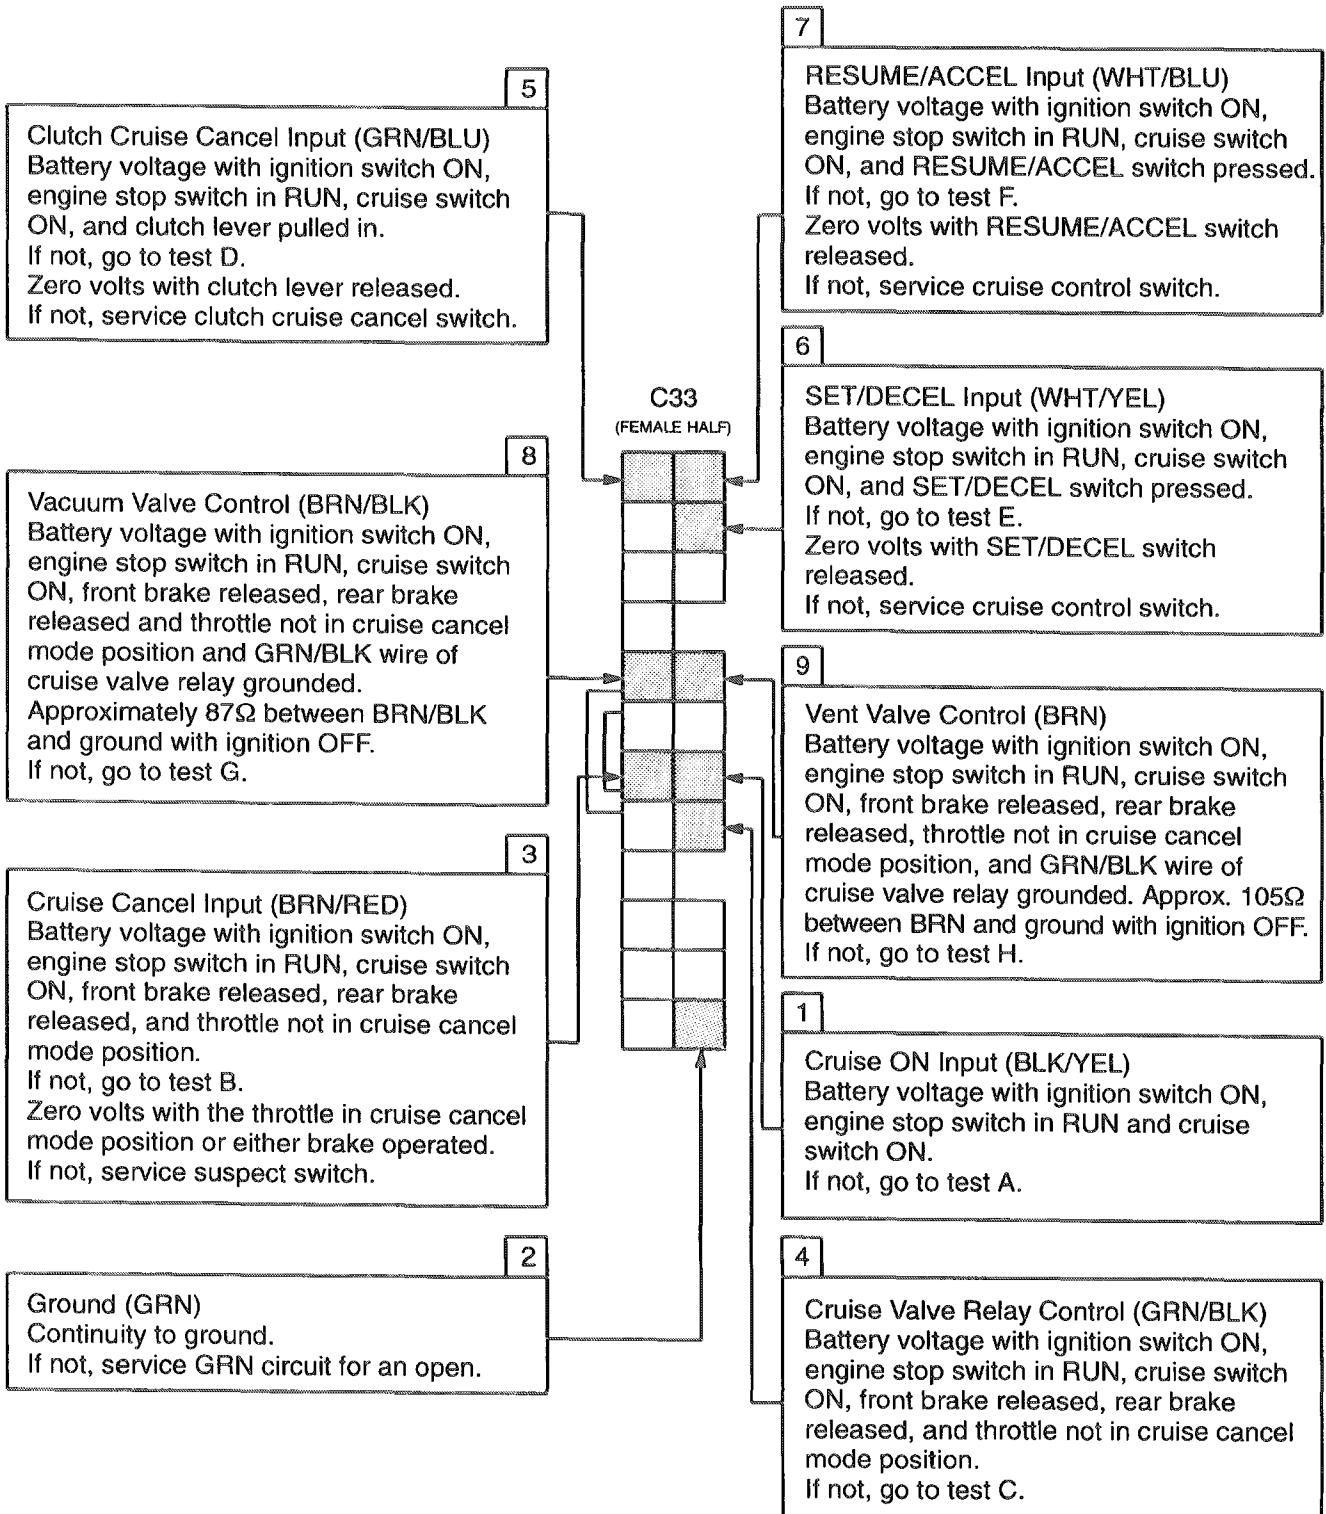 5
Clutch Cruise Cancel Input (GRN/BLU)
Battery voltage with ignition switch ON,
engine stop switch in RUN, cruise switch
ON, and clutch lever pulled in.
If not, go to test D.
Zero volts with clutch lever released.
If not, service clutch cruise cancel switch.
8
Vacuum Valve Control (BRN/BLK)
Battery voltage with ignition switch ON,
engine stop switch in RUN, cruise switch
ON, front brake released, rear brake
released and throttle not in cruise cancel
mode position and GRN/BLK wire of
cruise valve relay grounded.
Approximately 87Ω between BRN/BLK
and ground with ignition OFF.
If not, go to test G.
3
Cruise Cancel Input (BRN/RED)
Battery voltage with ignition switch ON,
engine stop switch in RUN, cruise switch
ON, front brake released, rear brake
released, and throttle not in cruise cancel
mode position.
If not, go to test B.
Zero volts with the throttle in cruise cancel
mode position or either brake operated.
If not, service suspect switch.
2
Ground (GRN)
Continuity to ground.
If not, service GRN circuit for an open.
C33
(FEMALE HALF)
7
RESUME/ACCEL Input (WHT/BLU)
Battery voltage with ignition switch ON,
engine stop switch in RUN, cruise switch
ON, and RESUME/ACCEL switch pressed.
If not, go to test F.
Zero volts with RESUME/ACCEL switch
released.
If not, service cruise control switch.
6
SET/DECEL Input (WHT/YEL)
Battery voltage with ignition switch ON,
engine stop switch in RUN, cruise switch
ON, and SET/DECEL switch pressed.
If not, go to test E.
Zero volts with SET/DECEL switch
released.
If not, service cruise control switch.
9
Vent Valve Control (BRN)
Battery voltage with ignition switch ON,
engine stop switch in RUN, cruise switch
ON, front brake released, rear brake
released, throttle not in cruise cancel
mode position, and GRN/BLK wire of
cruise valve relay grounded. Approx. 105Ω
between BRN and ground with ignition OFF.
If not, go to test H.
1
Cruise ON Input (BLK/YEL)
Battery voltage with ignition switch ON,
engine stop switch in RUN and cruise
switch ON.
If not, go to test A.
4
Cruise Valve Relay Control (GRN/BLK)
Battery voltage with ignition switch ON,
engine stop switch in RUN, cruise switch
ON, front brake released, rear brake
released, and throttle not in cruise cancel
mode position.
If not, go to test C.